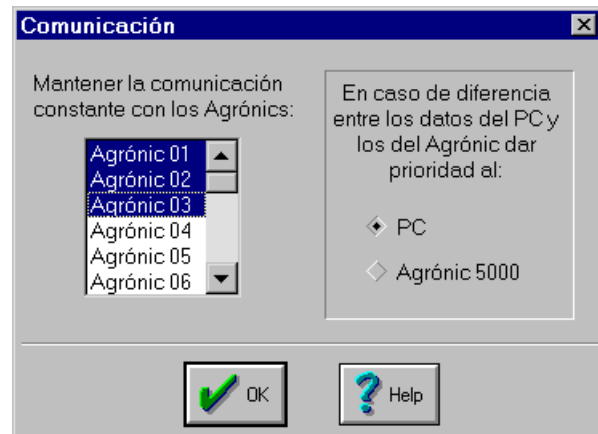 Comunicación
Mantener la comunicación
constante con los Agrónics:
Agrónic 01
Agrónic 02
Agrónic 03
Agrónic 04
Agrónic 05
Agrónic 06
En caso de diferencia
entre los datos del PC y
los del Agrónic dar
prioridad al:
PC
Agrónic 5000
OK
Help